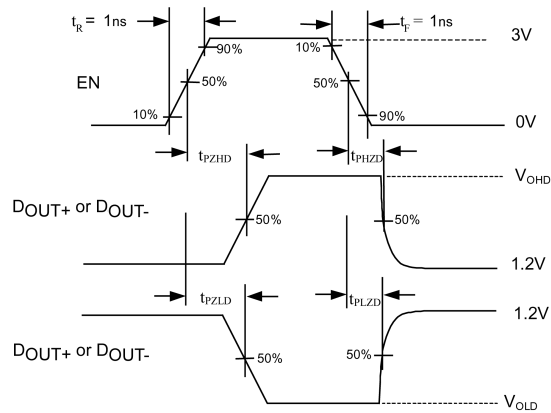 tR = 1ns
tF = 1ns
3V
90%
10%
EN
50%
50%
10%
90%
0V
tPZHD
tPHZD
VOHD
DOUT+ or DOUT-
50%
50%
1.2V
tPZLD
tPLZD
1.2V
DOUT+ or DOUT-
50%
50%
VOLD